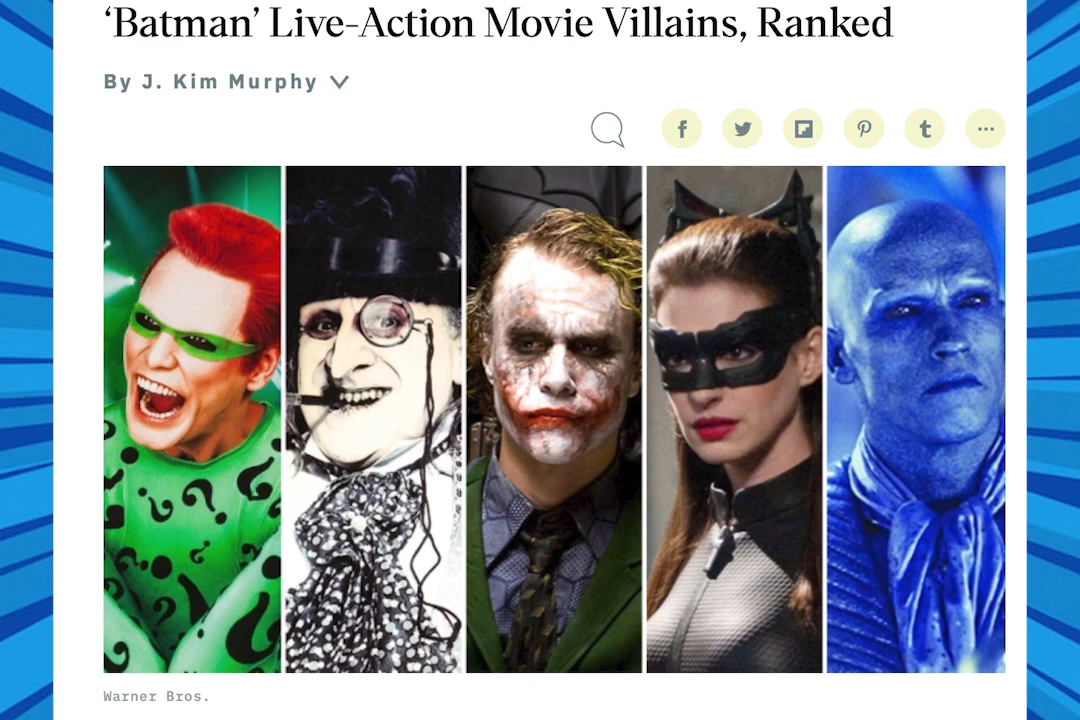 ‘Batman’ Live-Action Movie Villains, Ranked
By J. Kim Murphy
Warner Bros.